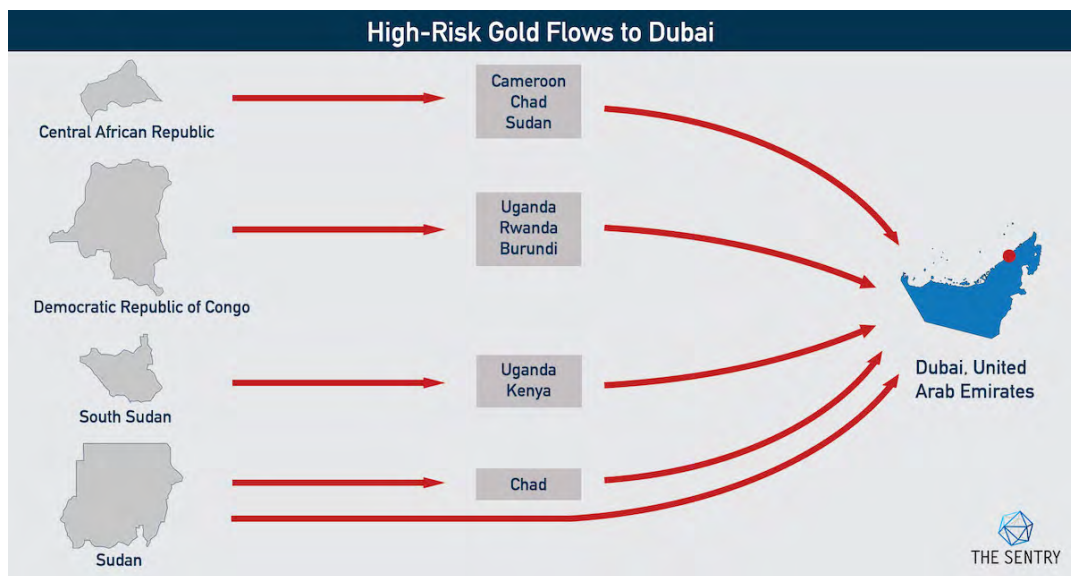 High-Risk Gold Flows to Dubai
Central African Republic
Cameroon
Chad
Sudan
Democratic Republic of Congo
Uganda
Rwanda
Burundi
South Sudan
Uganda
Kenya
Sudan
Chad
Dubai, United
Arab Emirates
THE SENTRY